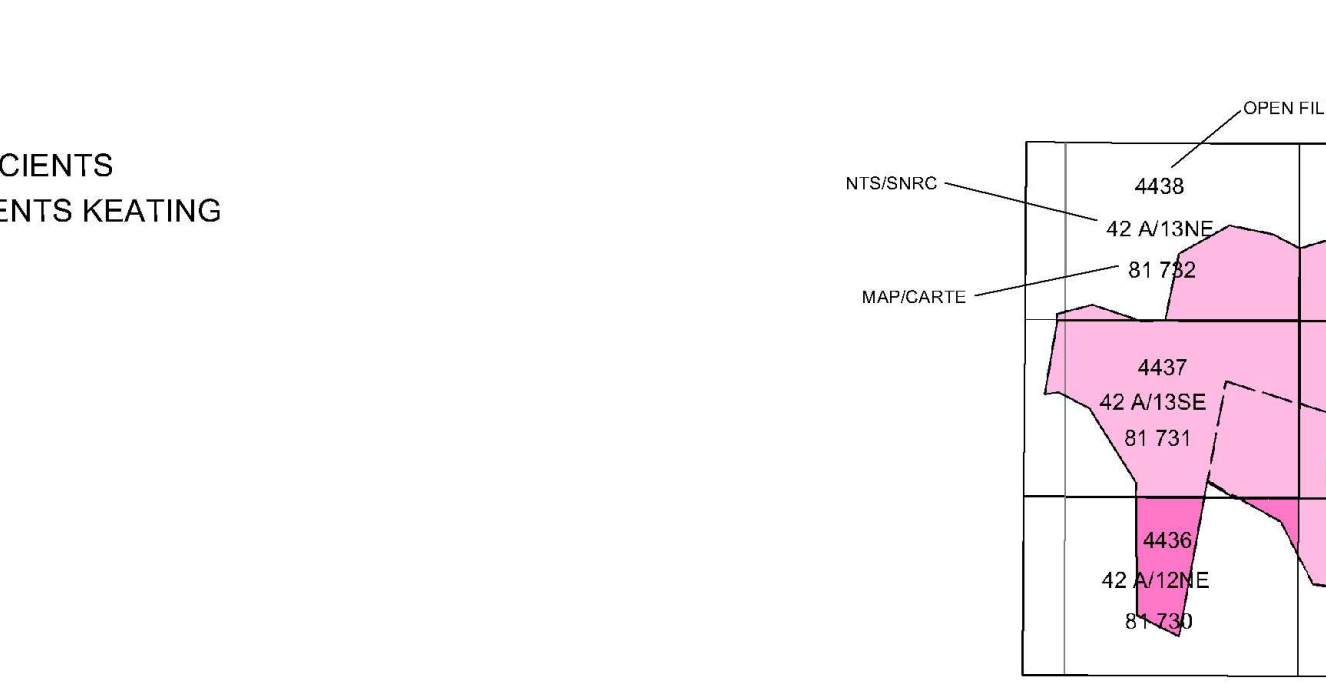 CIENTS
ENTS KEATING
OPEN FIL
NTS/SNRC
4438
42 A/13NE
81 732
MAP/CARTE
4437
42 A/13SE
81 731
4436
42 A/12NE
81 730